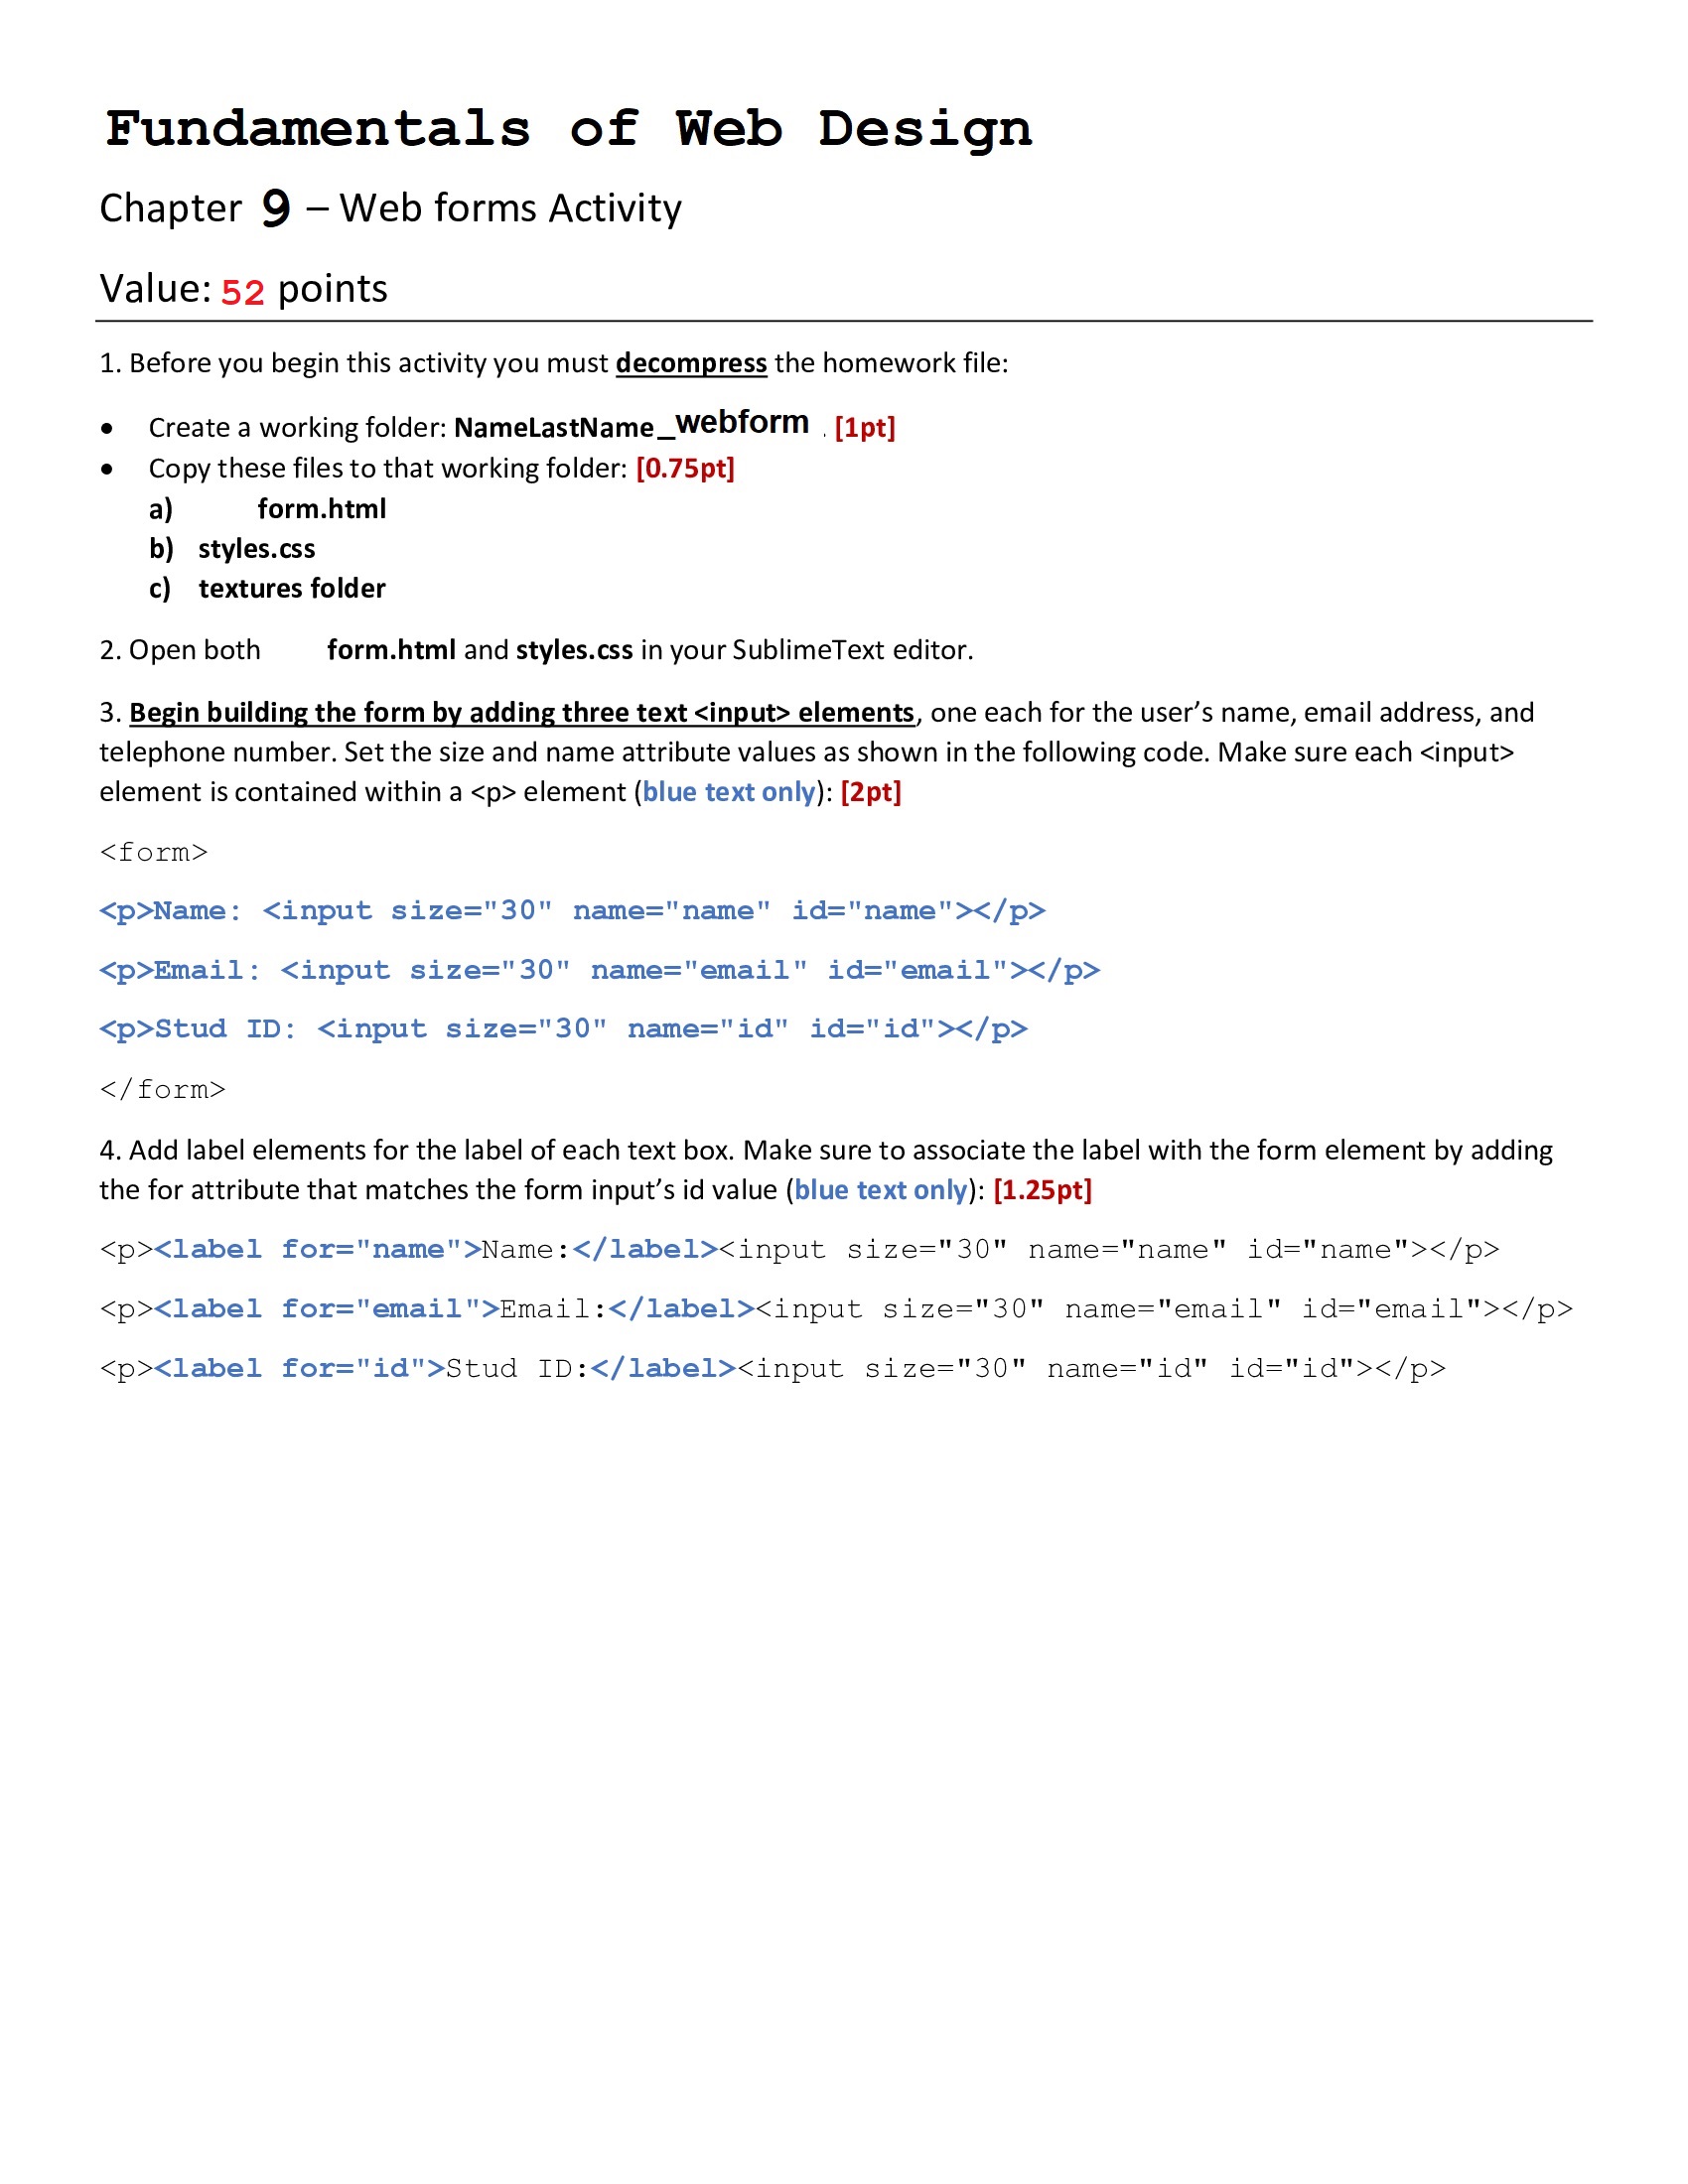 Fundamentals of Web Design
Chapter 9 – Web forms Activity
Value: 52 points
1. Before you begin this activity you must decompress the homework file:
• Create a working folder: NameLastName_webform . [1pt]
• Copy these files to that working folder: [0.75pt]
a) form.html
b) styles.css
c) textures folder
2. Open both form.html and styles.css in your SublimeText editor.
3. Begin building the form by adding three text <input> elements, one each for the user’s name, email address, and
telephone number. Set the size and name attribute values as shown in the following code. Make sure each <input>
element is contained within a <p> element (blue text only): [2pt]
<form>
<p>Name: <input size="30" name="name" id="name"></p>
<p>Email: <input size="30" name="email" id="email"></p>
<p>Stud ID: <input size="30" name="id" id="id"></p>
</form>
4. Add label elements for the label of each text box. Make sure to associate the label with the form element by adding
the for attribute that matches the form input’s id value (blue text only): [1.25pt]
<p><label for="name">Name:</label><input size="30" name="name" id="name"></p>
<p><label for="email">Email:</label><input size="30" name="email" id="email"></p>
<p><label for="id">Stud ID:</label><input size="30" name="id" id="id"></p>